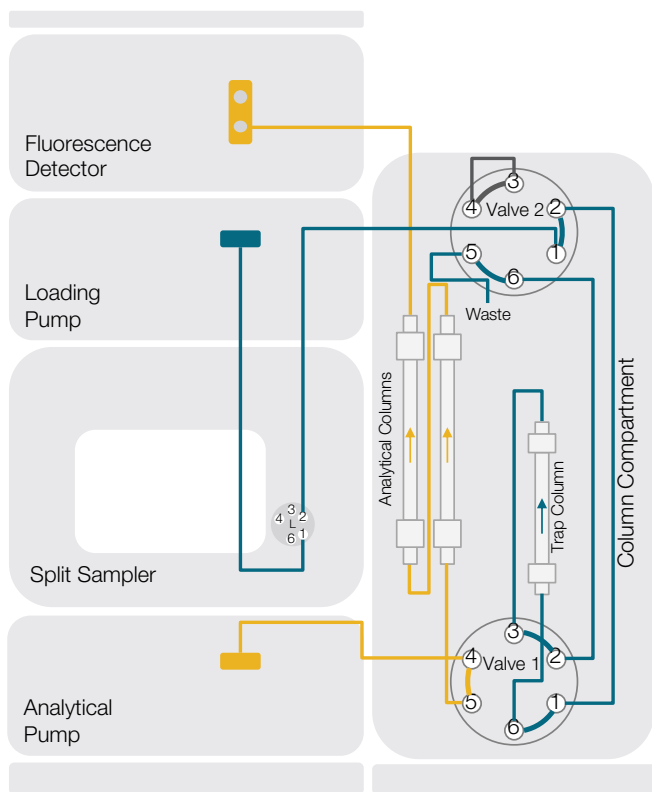 Fluorescence
Detector
Loading
Pump
Split Sampler
3
4
2
L
6
1
Analytical
Pump
3
4
Valve 2
2
5
1
6
Waste
Analytical Columns
Trap Column
Column Compartment
3
4
Valve 1
2
5
1
6